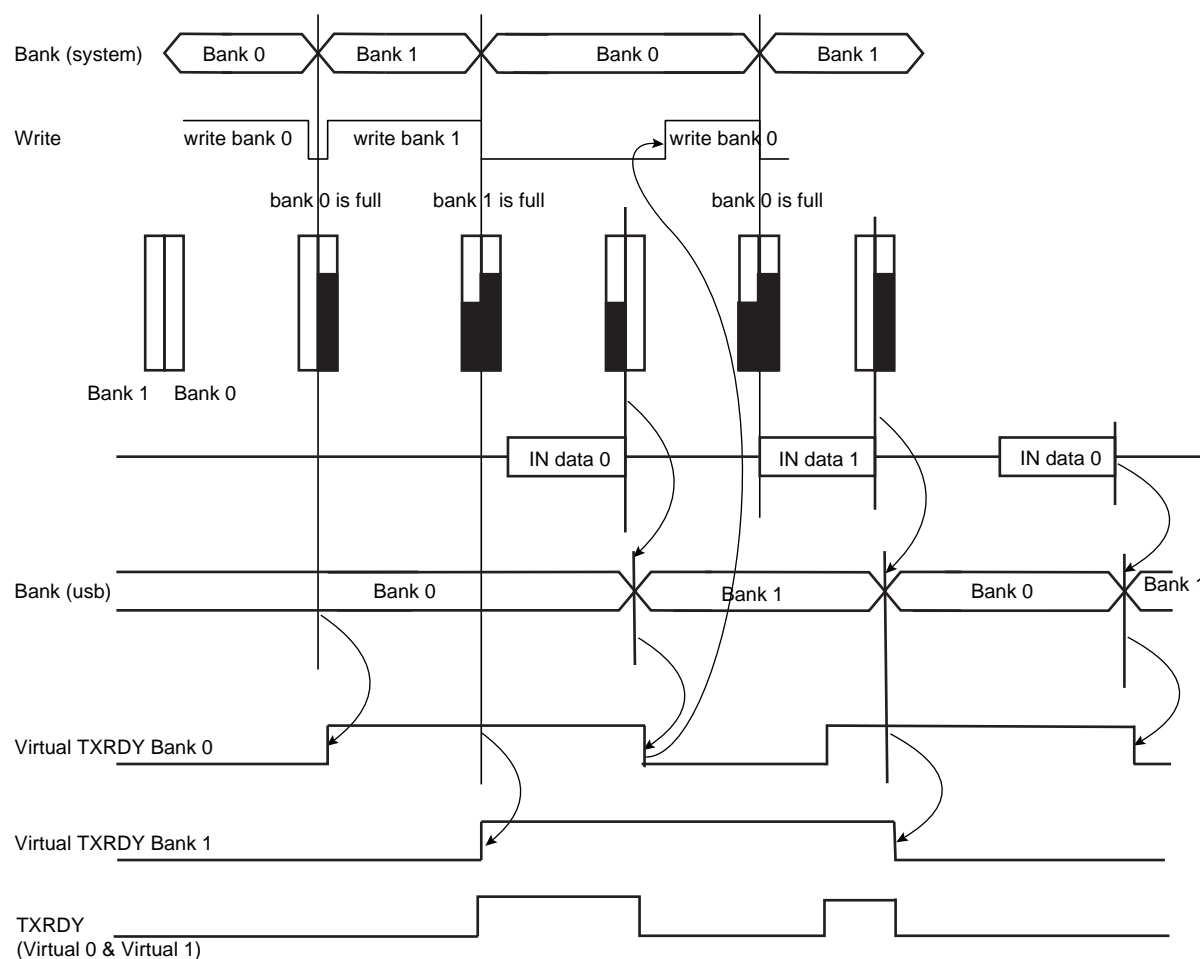 Bank (system)
Bank 0
Bank 1
Bank 0
Bank 1
Write
write bank 0
write bank 1
write bank 0
bank 0 is full
bank 1 is full
bank 0 is full
Bank 1
Bank 0
IN data 0
IN data 1
IN data 0
Bank (usb)
Bank 0
Bank 1
Bank 0
Bank 1
Virtual TXRDY Bank 0
Virtual TXRDY Bank 1
TXRDY
(Virtual 0 & Virtual 1)